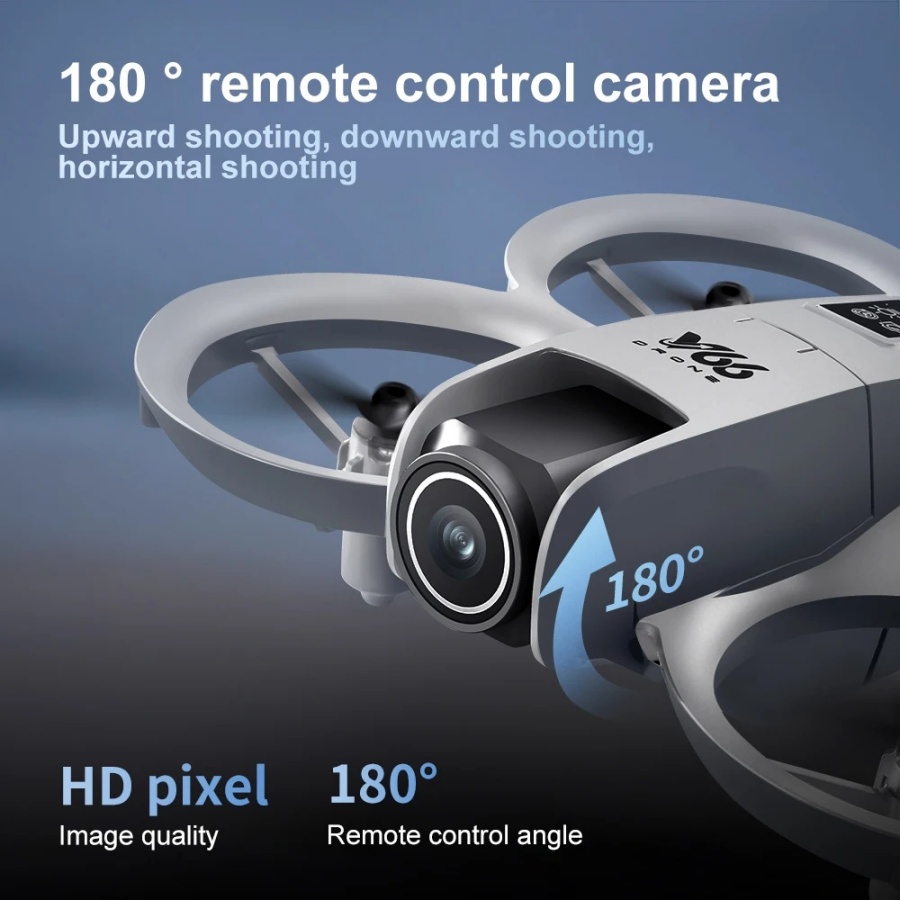 180 ° remote control camera
Upward shooting, downward shooting,
horizontal shooting
V66
DRONE
180°
HD pixel
Image quality
180°
Remote control angle